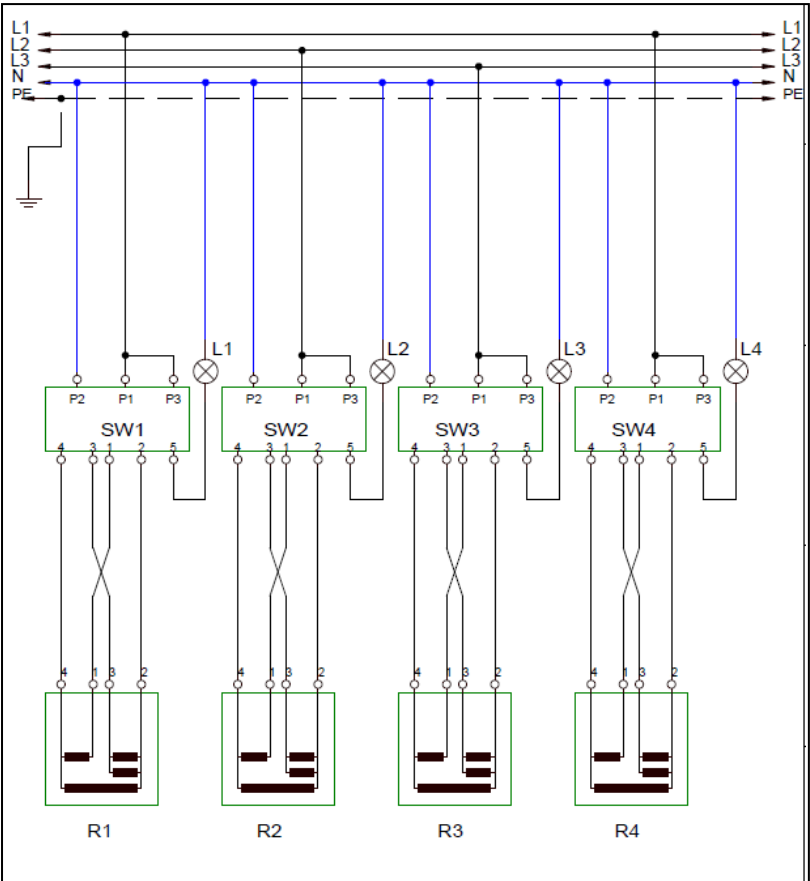 L1 L1
L2 L2
L3 L3
N N
PE PE
L1 L2 L3 L4
P2 P1 P3 P2 P1 P3 P2 P1 P3 P2 P1 P3
SW1 SW2 SW3 SW4
4 3 1 2 5 4 3 1 2 5 4 3 1 2 5 4 3 1 2 5
4 1 3 2 4 1 3 2 4 1 3 2 4 1 3 2
R1 R2 R3 R4